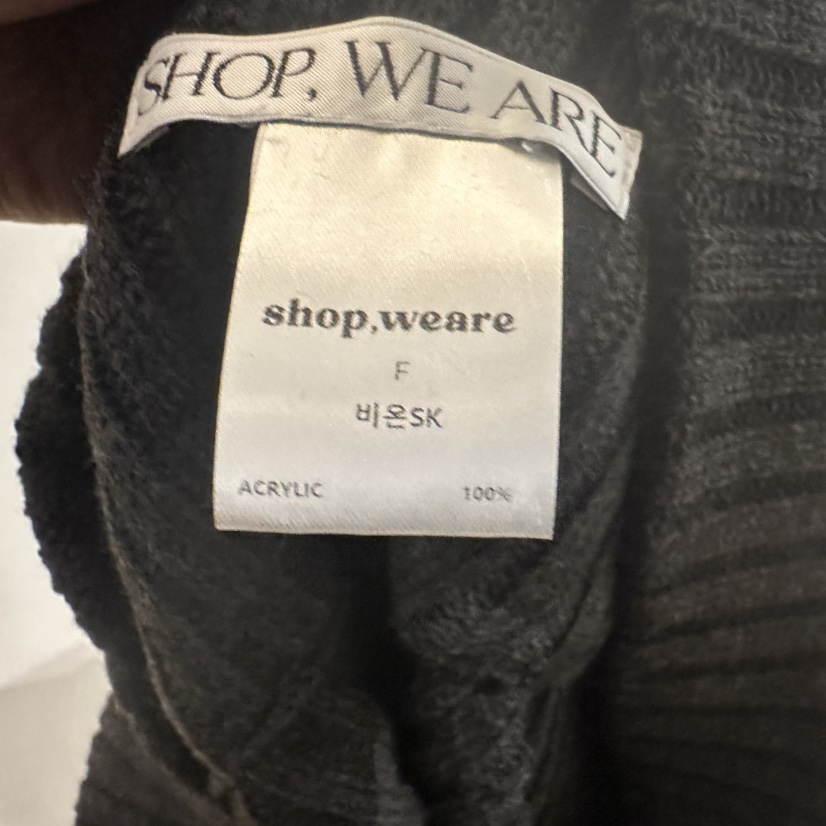 SHOP, WE ARE
shop,weare
F
비온SK
ACRYLIC 100%